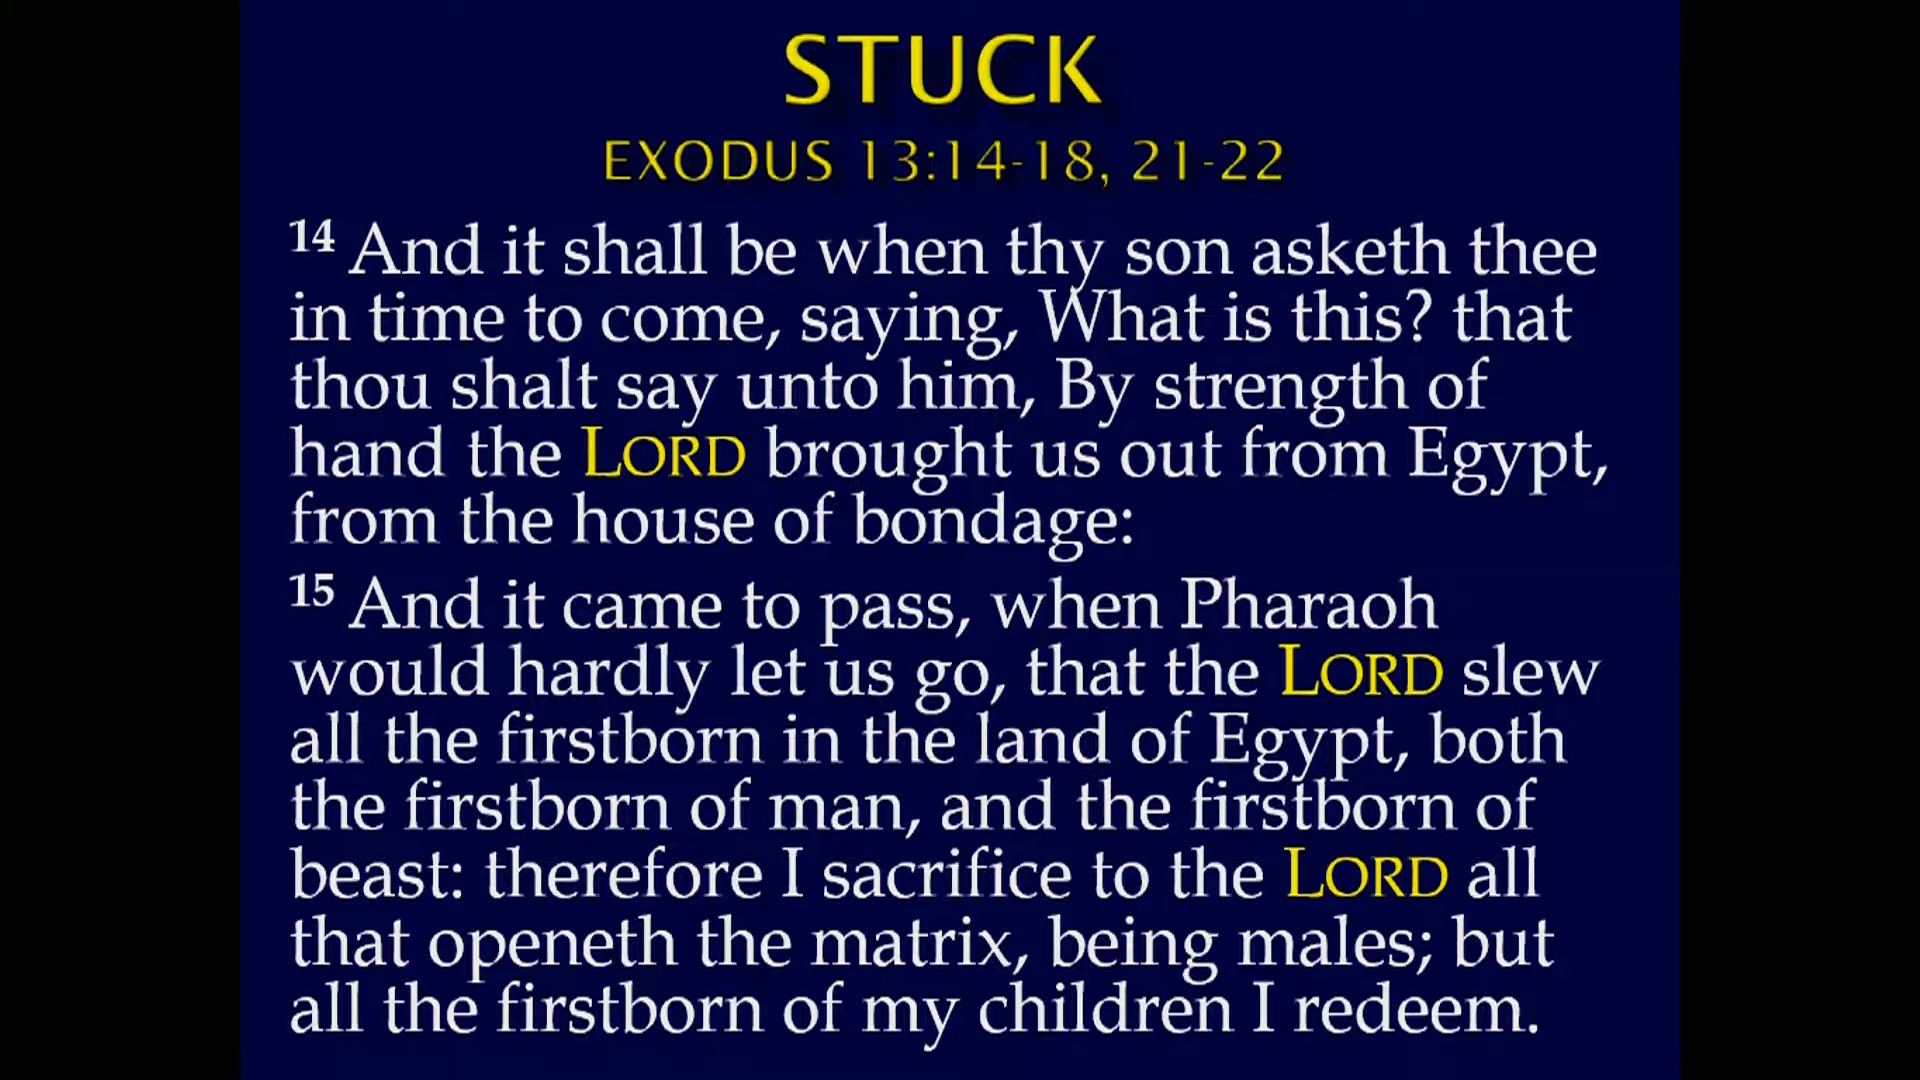 STUCK
EXODUS 13:14-18, 21-22
14 And it shall be when thy son asketh thee
in time to come, saying, What is this? that
thou shalt say unto him, By strength of
hand the LORD brought us out from Egypt,
from the house of bondage:
15 And it came to pass, when Pharaoh
would hardly let us go, that the LORD slew
all the firstborn in the land of Egypt, both
the firstborn of man, and the firstborn of
beast: therefore I sacrifice to the LORD all
that openeth the matrix, being males; but
all the firstborn of my children I redeem.